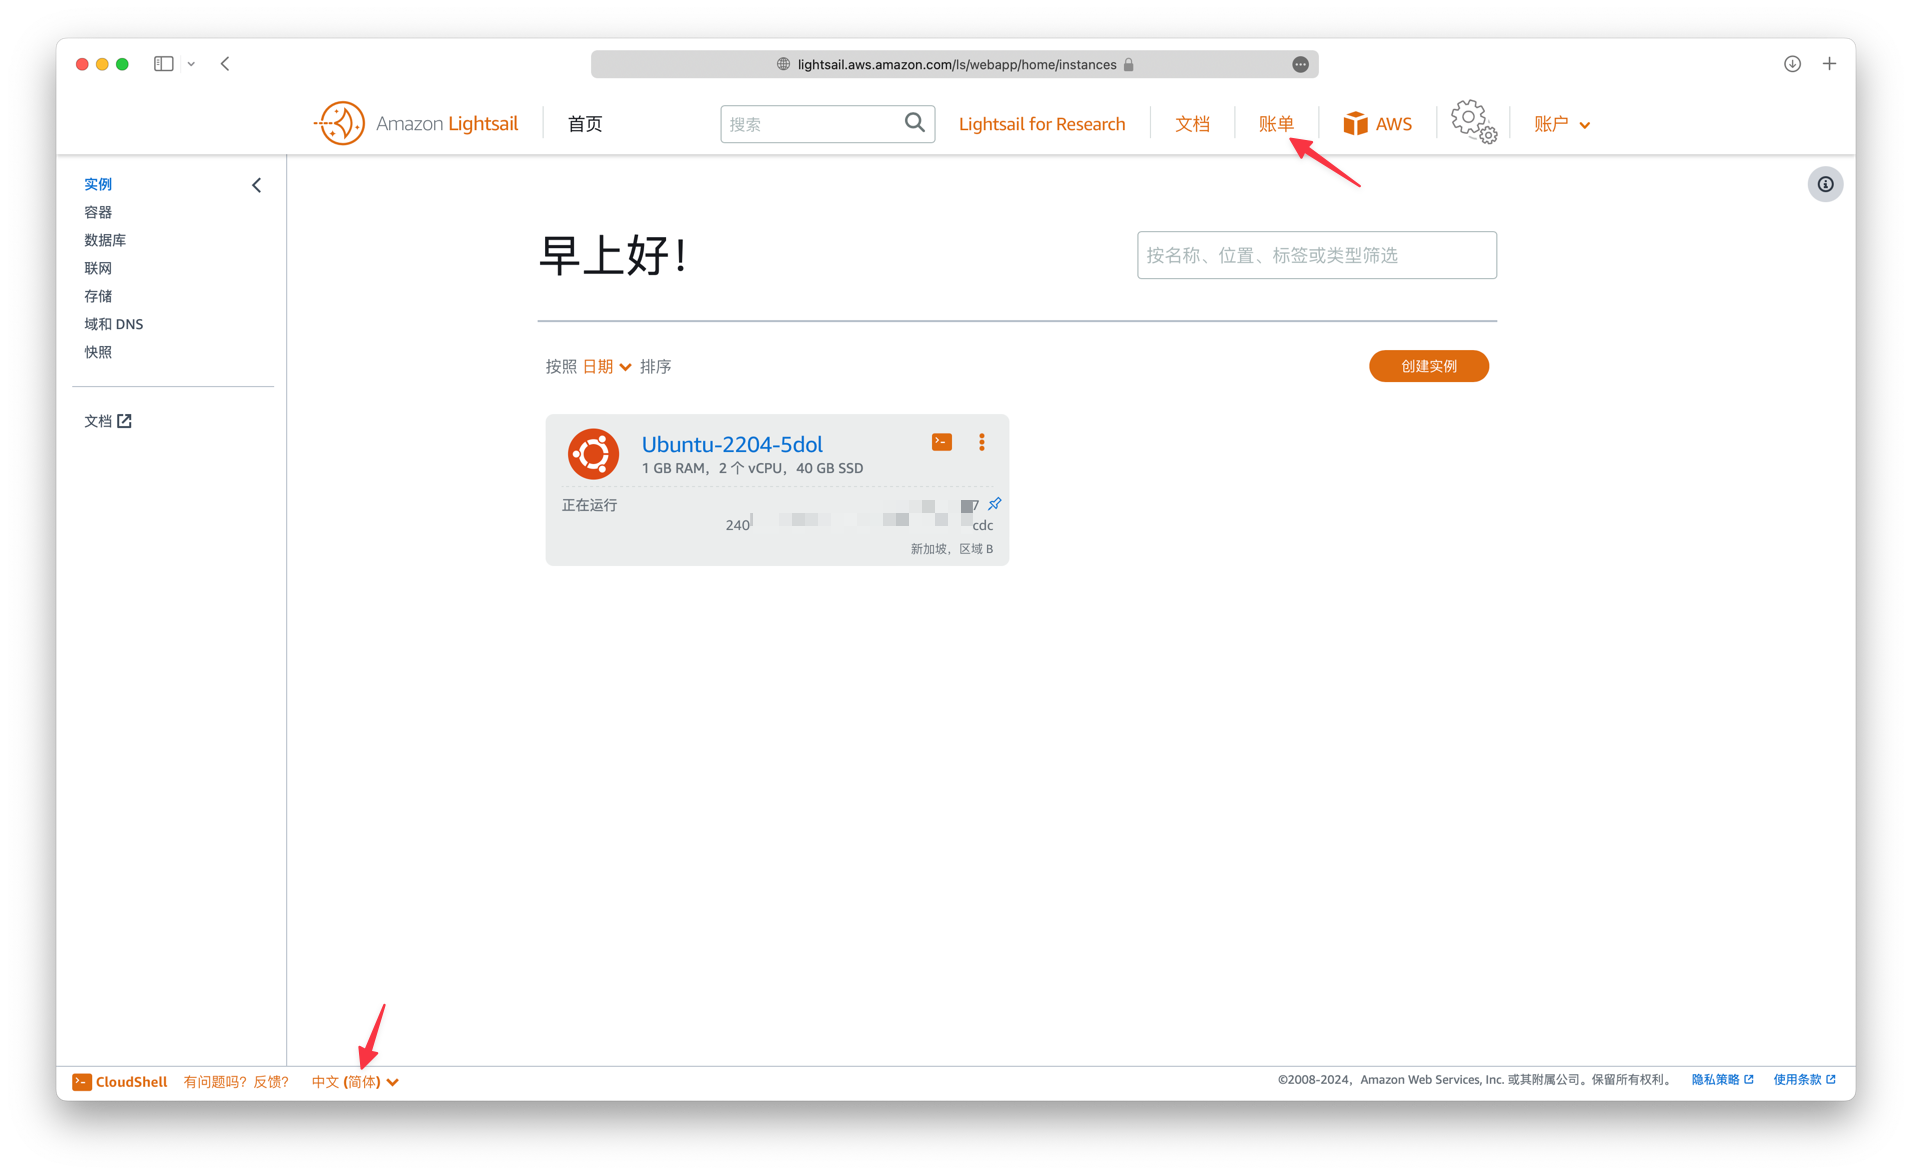 lightsail.aws.amazon.com/ls/webapp/home/instances
Amazon Lightsail
首页
搜索
Lightsail for Research
文档
账单
AWS
账户
实例
容器
数据库
联网
存储
域和 DNS
快照
文档
早上好！
按名称、位置、标签或类型筛选
按照 日期 排序
创建实例
Ubuntu-2204-5dol
1 GB RAM，2 个 vCPU，40 GB SSD
正在运行
7
240
cdc
新加坡，区域 B
CloudShell
有问题吗？反馈？
中文 (简体)
©2008-2024，Amazon Web Services, Inc. 或其附属公司。保留所有权利。
隐私策略
使用条款